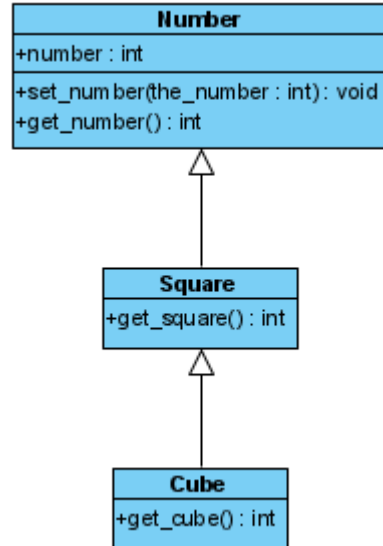 Number
+number : int
+set_number(the_number : int) : void
+get_number() : int
Square
+get_square() : int
Cube
+get_cube() : int